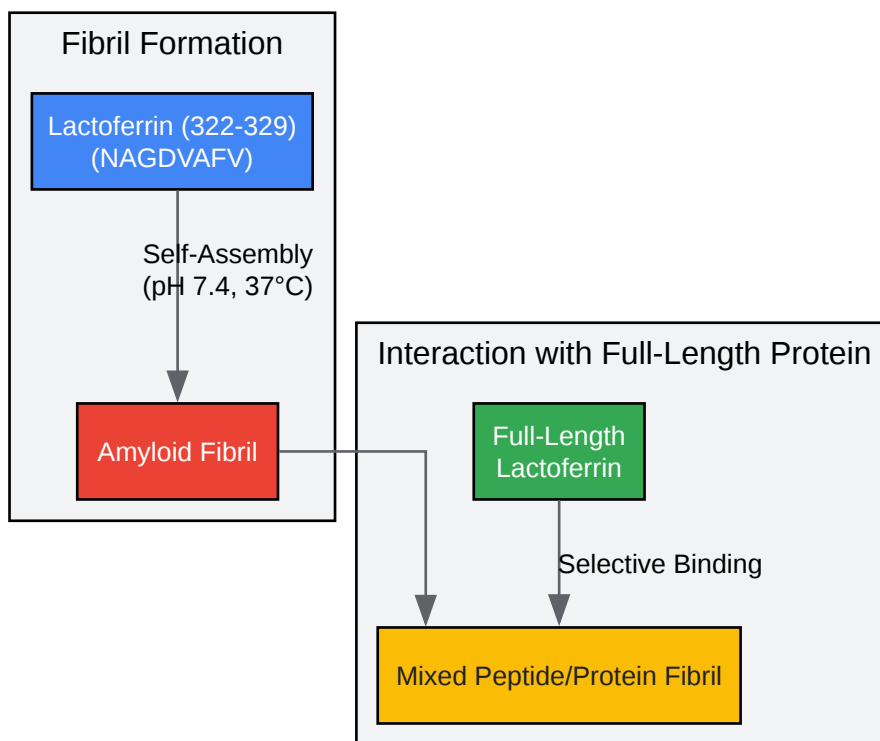 Fibril Formation
Lactoferrin (322-329)
(NAGDVAFV)
Self-Assembly
(pH 7.4, 37°C)
Amyloid Fibril
Interaction with Full-Length Protein
Full-Length
Lactoferrin
Selective Binding
Mixed Peptide/Protein Fibril